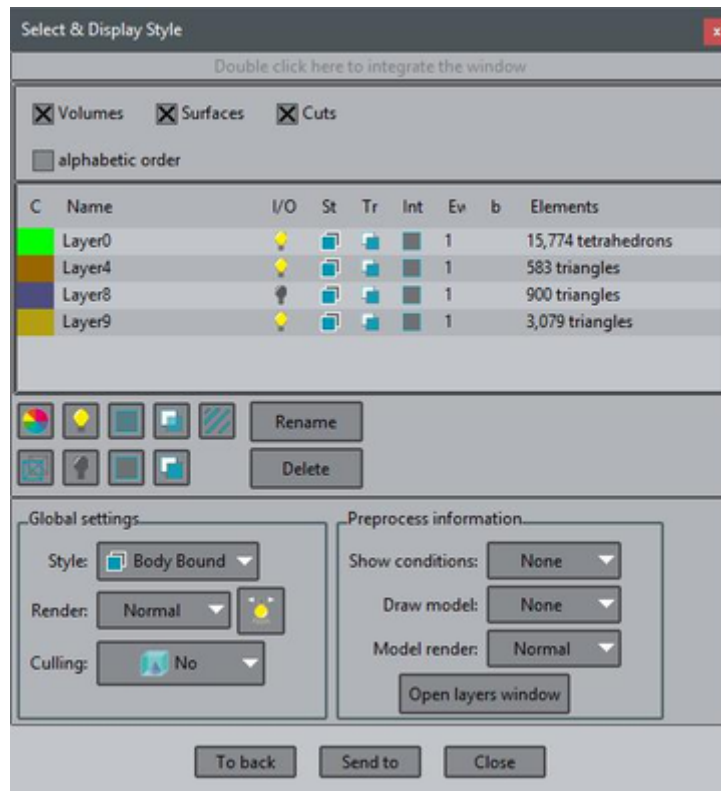 Select & Display Style
x
Double click here to integrate the window
Volumes Surfaces Cuts
alphabetic order
C Name I/O St Tr Int Ev b Elements
Layer0 1 15,774 tetrahedrons
Layer4 1 583 triangles
Layer8 1 900 triangles
Layer9 1 3,079 triangles
Rename
Delete
Global settings
Style: Body Bound
Render: Normal
Culling: No
Preprocess information
Show conditions: None
Draw model: None
Model render: Normal
Open layers window
To back Send to Close